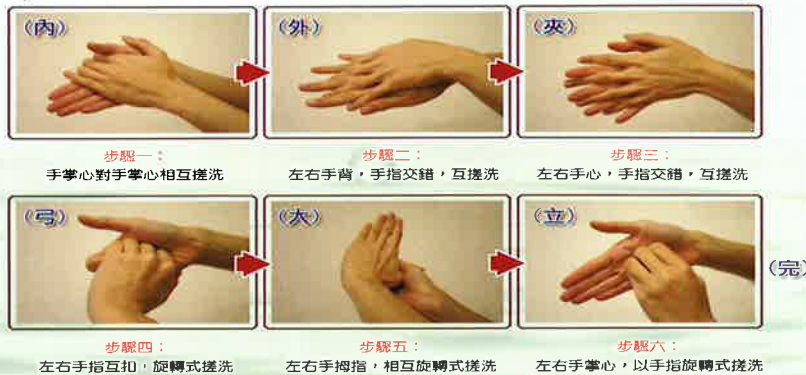 (內)
(外)
(夾)
步驟一：
步驟二：
步驟三：
手掌心對手掌心相互搓洗
左右手背，手指交錯，互搓洗
左右手心，手指交錯，互搓洗
(弓)
(大)
(立)
(完)
步驟四：
步驟五：
步驟六：
左右手指互扣，旋轉式搓洗
左右手拇指，相互旋轉式搓洗
左右手掌心，以手指旋轉式搓洗